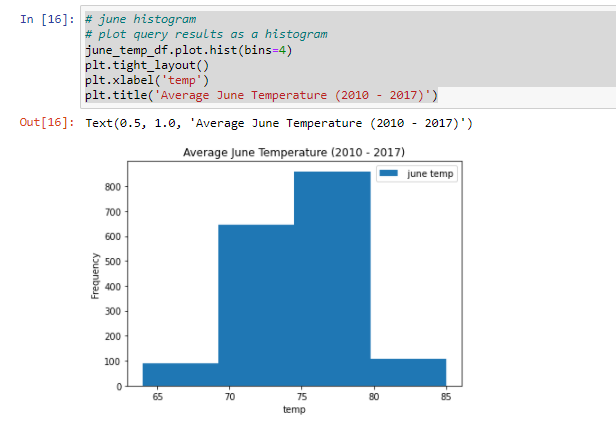 In [16]: # june histogram
# plot query results as a histogram
june_temp_df.plot.hist(bins=4)
plt.tight_layout()
plt.xlabel('temp')
plt.title('Average June Temperature (2010 - 2017)')
Out[16]: Text(0.5, 1.0, 'Average June Temperature (2010 - 2017)')
Average June Temperature (2010 - 2017)
june temp
800
700
600
500
400
300
200
100
0
Frequency
65 70 75 80 85
temp